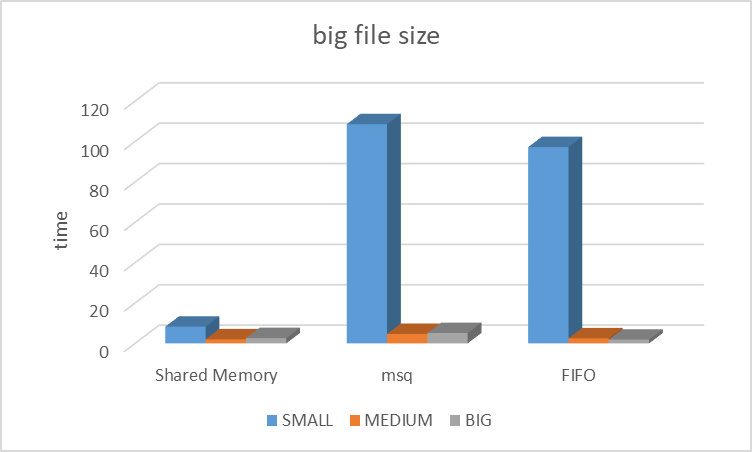 big file size
120
100
80
60
40
20
0
time
Shared Memory
msq
FIFO
SMALL
MEDIUM
BIG